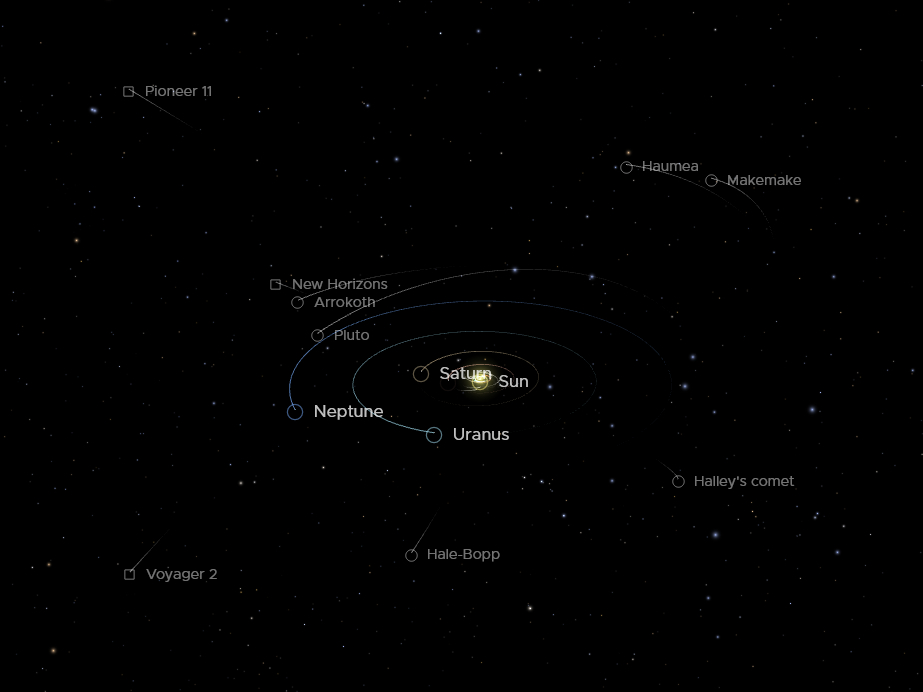 Pioneer 11
Haumea
Makemake
New Horizons
Arrokoth
Pluto
Saturn
Sun
Neptune
Uranus
Halley's comet
Hale-Bopp
Voyager 2